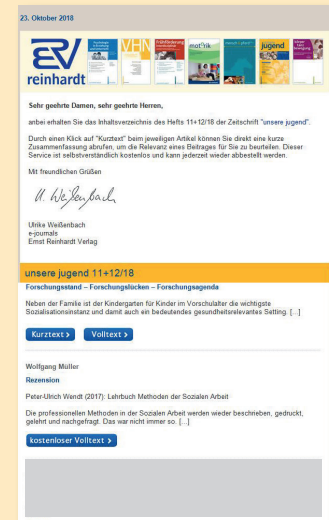 23. Oktober 2018
ERV
reinhardt
VHN
mot'rik
jugend
Sehr geehrte Damen, sehr geehrte Herren,
anbei erhalten Sie das Inhaltsverzeichnis des Hefts 11+12/18 der Zeitschrift "unsere jugend".
Durch einen Klick auf "Kurztext" beim jeweiligen Artikel können Sie direkt eine kurze
Zusammenfassung abrufen, um die Relevanz eines Beitrages für Sie zu beurteilen. Dieser
Service ist selbstverständlich kostenlos und kann jederzeit wieder abbestellt werden.
Mit freundlichen Grüßen
U. Weißenbach
Ulrike Weißenbach
e-journals
Ernst Reinhardt Verlag
unsere jugend 11+12/18
Forschungsstand – Forschungslücken – Forschungsagenda
Neben der Familie ist der Kindergarten für Kinder im Vorschulalter die wichtigste
Sozialisationsinstanz und damit auch ein bedeutendes gesundheitsrelevantes Setting. [...]
Kurztext > Volltext >
Wolfgang Müller
Rezension
Peter-Ulrich Wendt (2017): Lehrbuch Methoden der Sozialen Arbeit
Die professionellen Methoden in der Sozialen Arbeit werden wieder beschrieben, gedruckt,
gelehrt und nachgefragt. Das war nicht immer so. [...]
kostenloser Volltext >